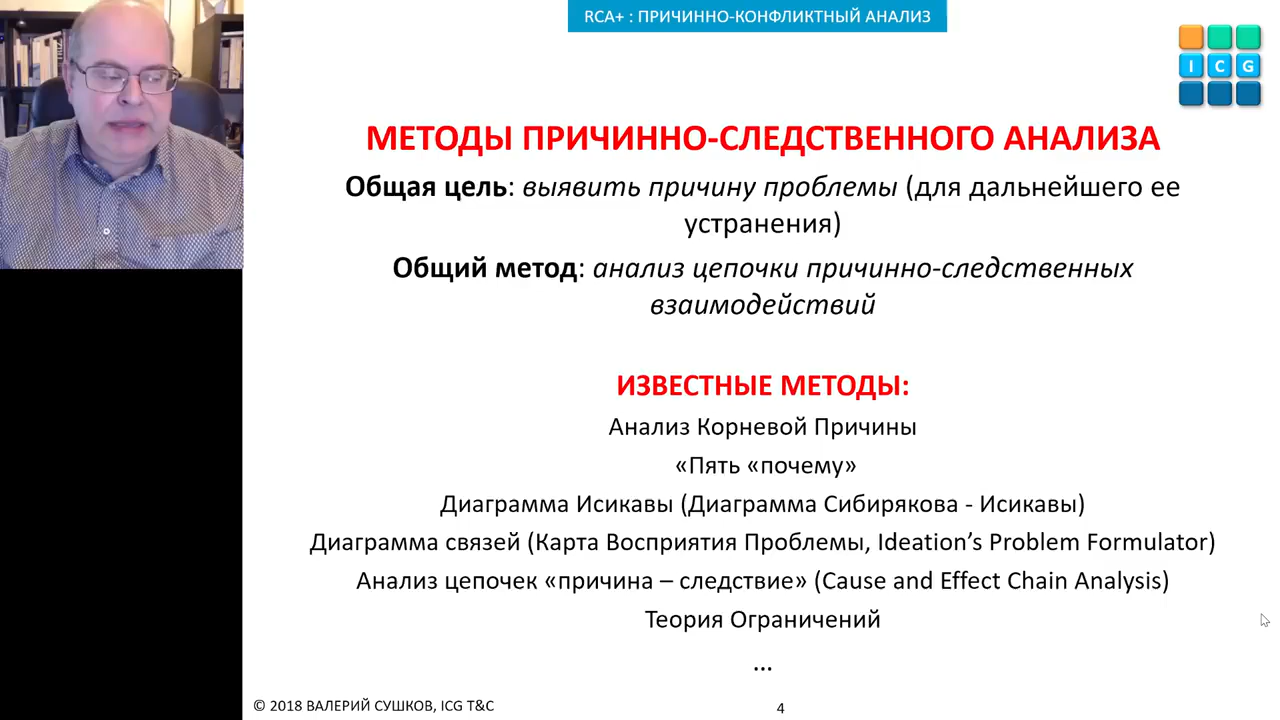 RCA+ : ПРИЧИННО-КОНФЛИКТНЫЙ АНАЛИЗ
I C G
МЕТОДЫ ПРИЧИННО-СЛЕДСТВЕННОГО АНАЛИЗА
Общая цель: выявить причину проблемы (для дальнейшего ее
устранения)
Общий метод: анализ цепочки причинно-следственных
взаимодействий
ИЗВЕСТНЫЕ МЕТОДЫ:
Анализ Корневой Причины
«Пять «почему»
Диаграмма Исикавы (Диаграмма Сибирякова - Исикавы)
Диаграмма связей (Карта Восприятия Проблемы, Ideation’s Problem Formulator)
Анализ цепочек «причина – следствие» (Cause and Effect Chain Analysis)
Теория Ограничений
...
© 2018 ВАЛЕРИЙ СУШКОВ, ICG T&C
4